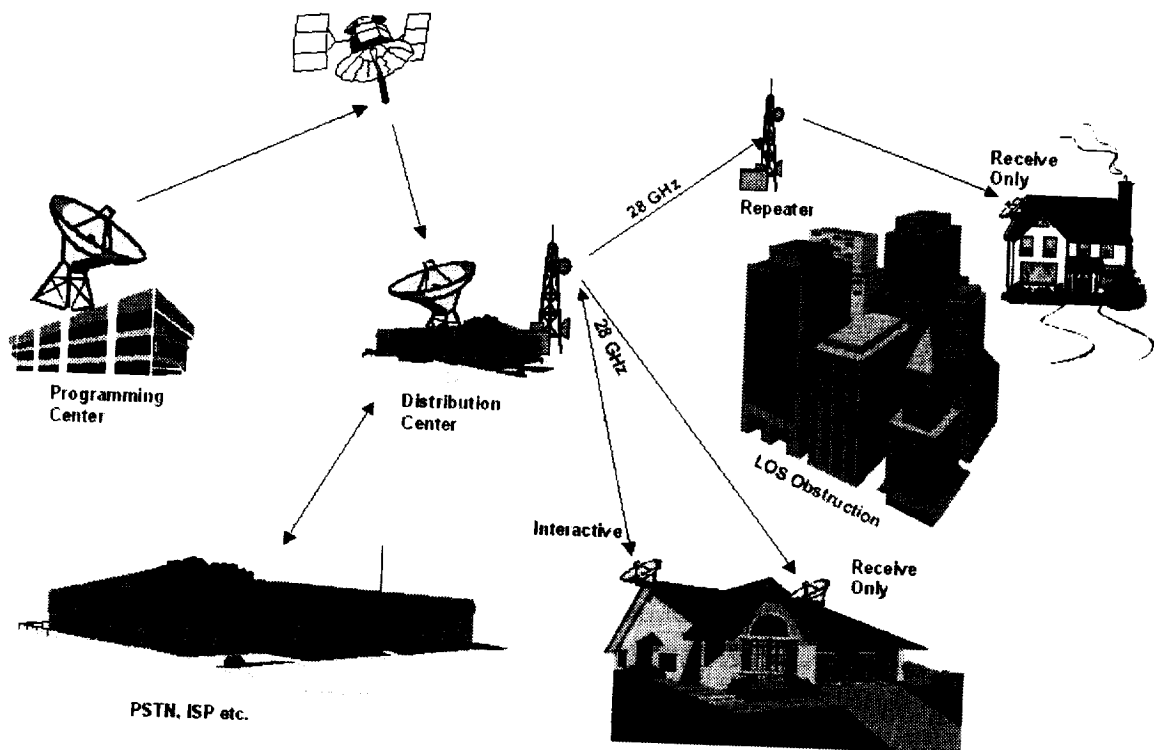 Receive
Only
28 GHz
Repeater
Programming
Center
Distribution
Center
28 GHz
LOS Obstruction
Interactive
Receive
Only
PSTN, ISP etc.